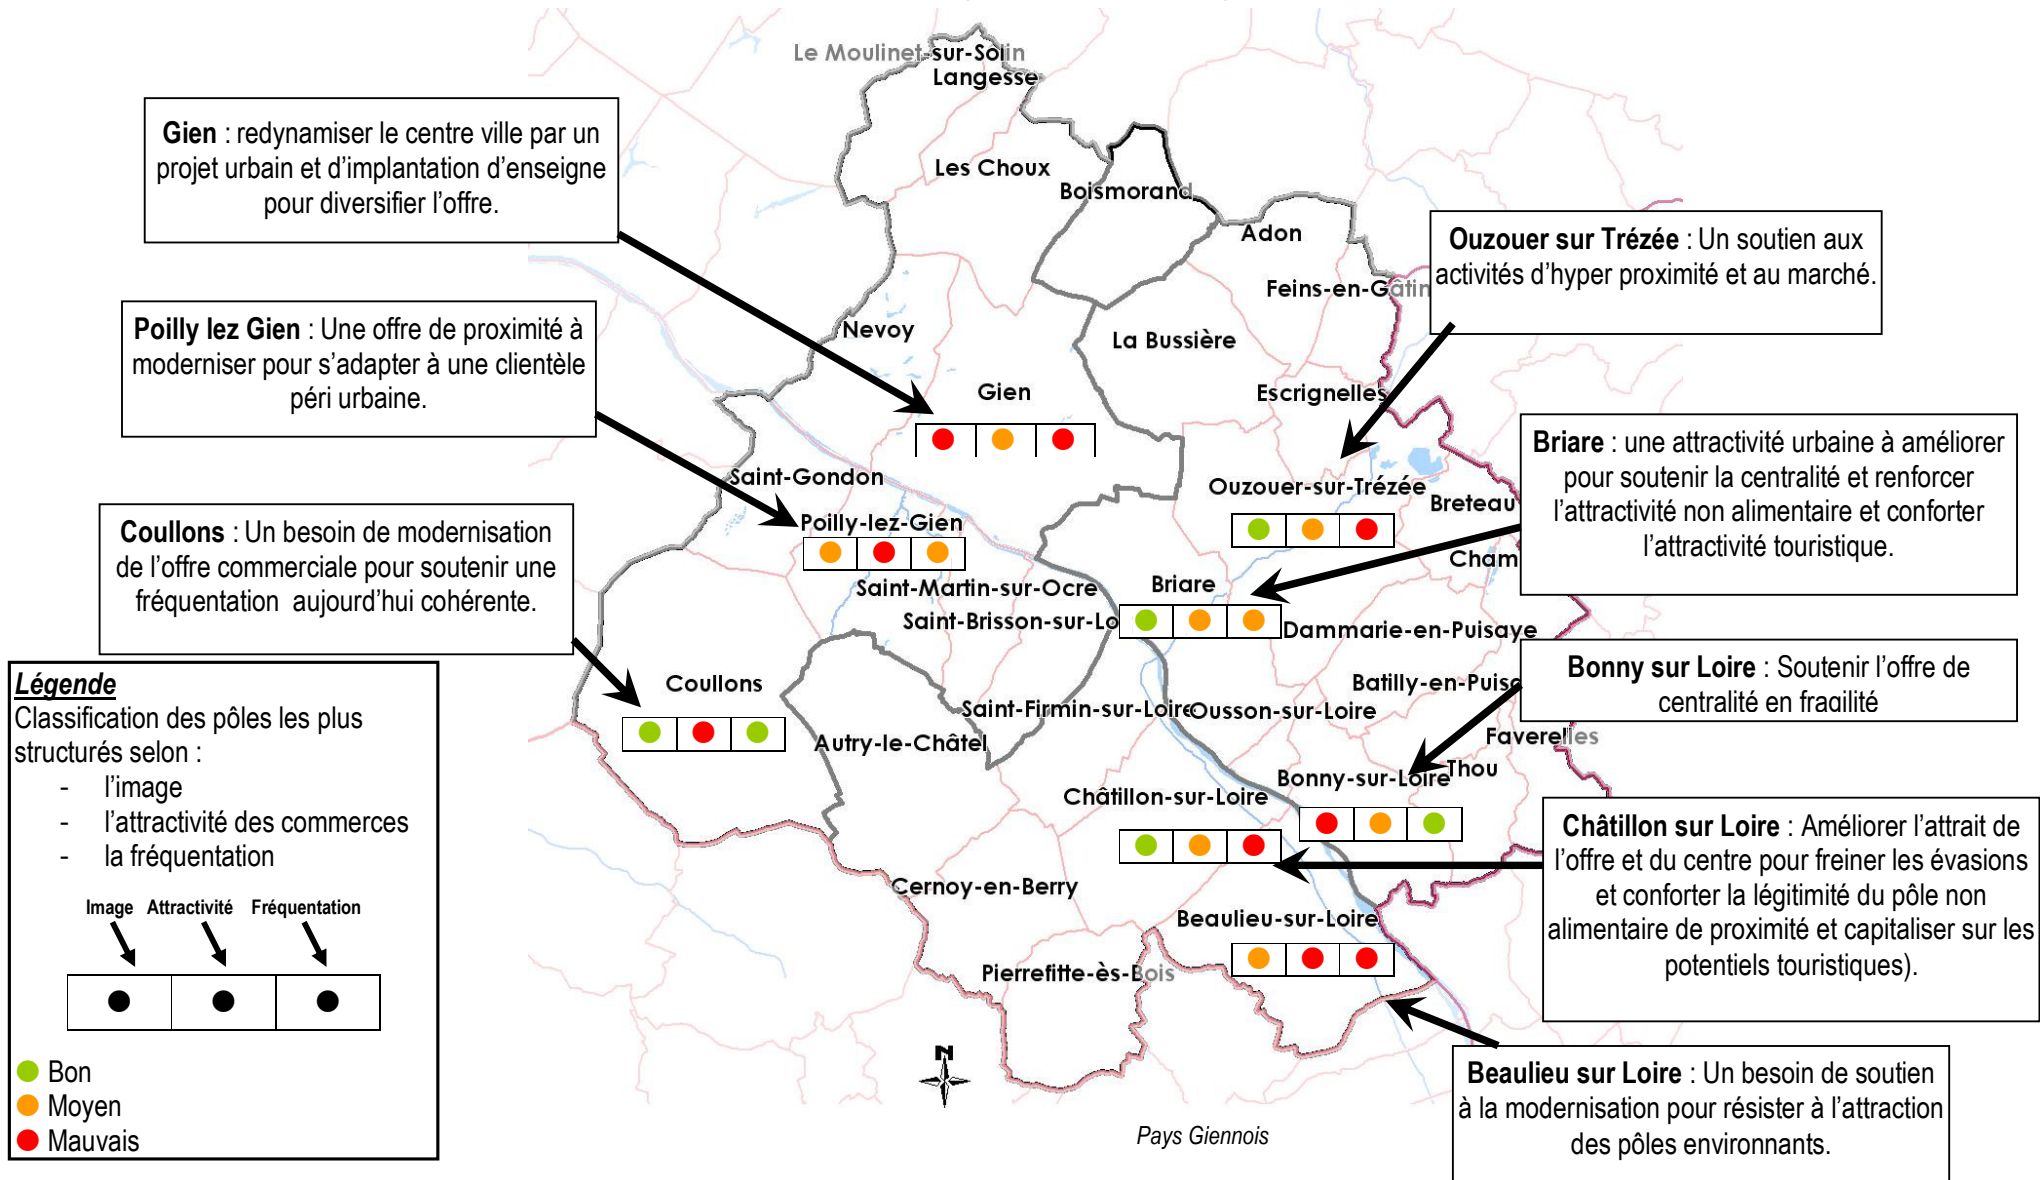 Le Moulinet-sur-Solin
Langesse
Gien : redynamiser le centre ville par un
projet urbain et d'implantation d'enseigne
pour diversifier l'offre.
Les Choux
Boismorand
Adon
Ouzouer sur Trézée : Un soutien aux
activités d'hyper proximité et au marché.
Feins-en-Gâtin
Poilly lez Gien : Une offre de proximité à
moderniser pour s'adapter à une clientèle
péri urbaine.
Nevoy
La Bussière
Gien
Escrignelles
Briare : une attractivité urbaine à améliorer
pour soutenir la centralité et renforcer
l'attractivité non alimentaire et conforter
l'attractivité touristique.
Saint-Gondon
Ouzouer-sur-Trézée
Breteau
Poilly-lez-Gien
Cham
Coullons : Un besoin de modernisation
de l'offre commerciale pour soutenir une
fréquentation aujourd'hui cohérente.
Saint-Martin-sur-Ocre
Briare
Saint-Brisson-sur-Lo
Dammarie-en-Puisaye
Bonny sur Loire : Soutenir l'offre de
centralité en fragilité
Coullons
Batilly-en-Puisa
Saint-Firmin-sur-Loire
Ousson-sur-Loire
Autry-le-Châtel
Faverelles
Thou
Bonny-sur-Loire
Châtillon-sur-Loire
Châtillon sur Loire : Améliorer l'attrait de
l'offre et du centre pour freiner les évasions
et conforter la légitimité du pôle non
alimentaire de proximité et capitaliser sur les
potentiels touristiques).
Cernoy-en-Berry
Beaulieu-sur-Loire
Pierrefitte-ès-Bois
Beaulieu sur Loire : Un besoin de soutien
à la modernisation pour résister à l'attraction
des pôles environnants.
Légende
Classification des pôles les plus
structurés selon :
- l'image
- l'attractivité des commerces
- la fréquentation
Image Attractivité Fréquentation
Bon
Moyen
Mauvais
N
Pays Giennois